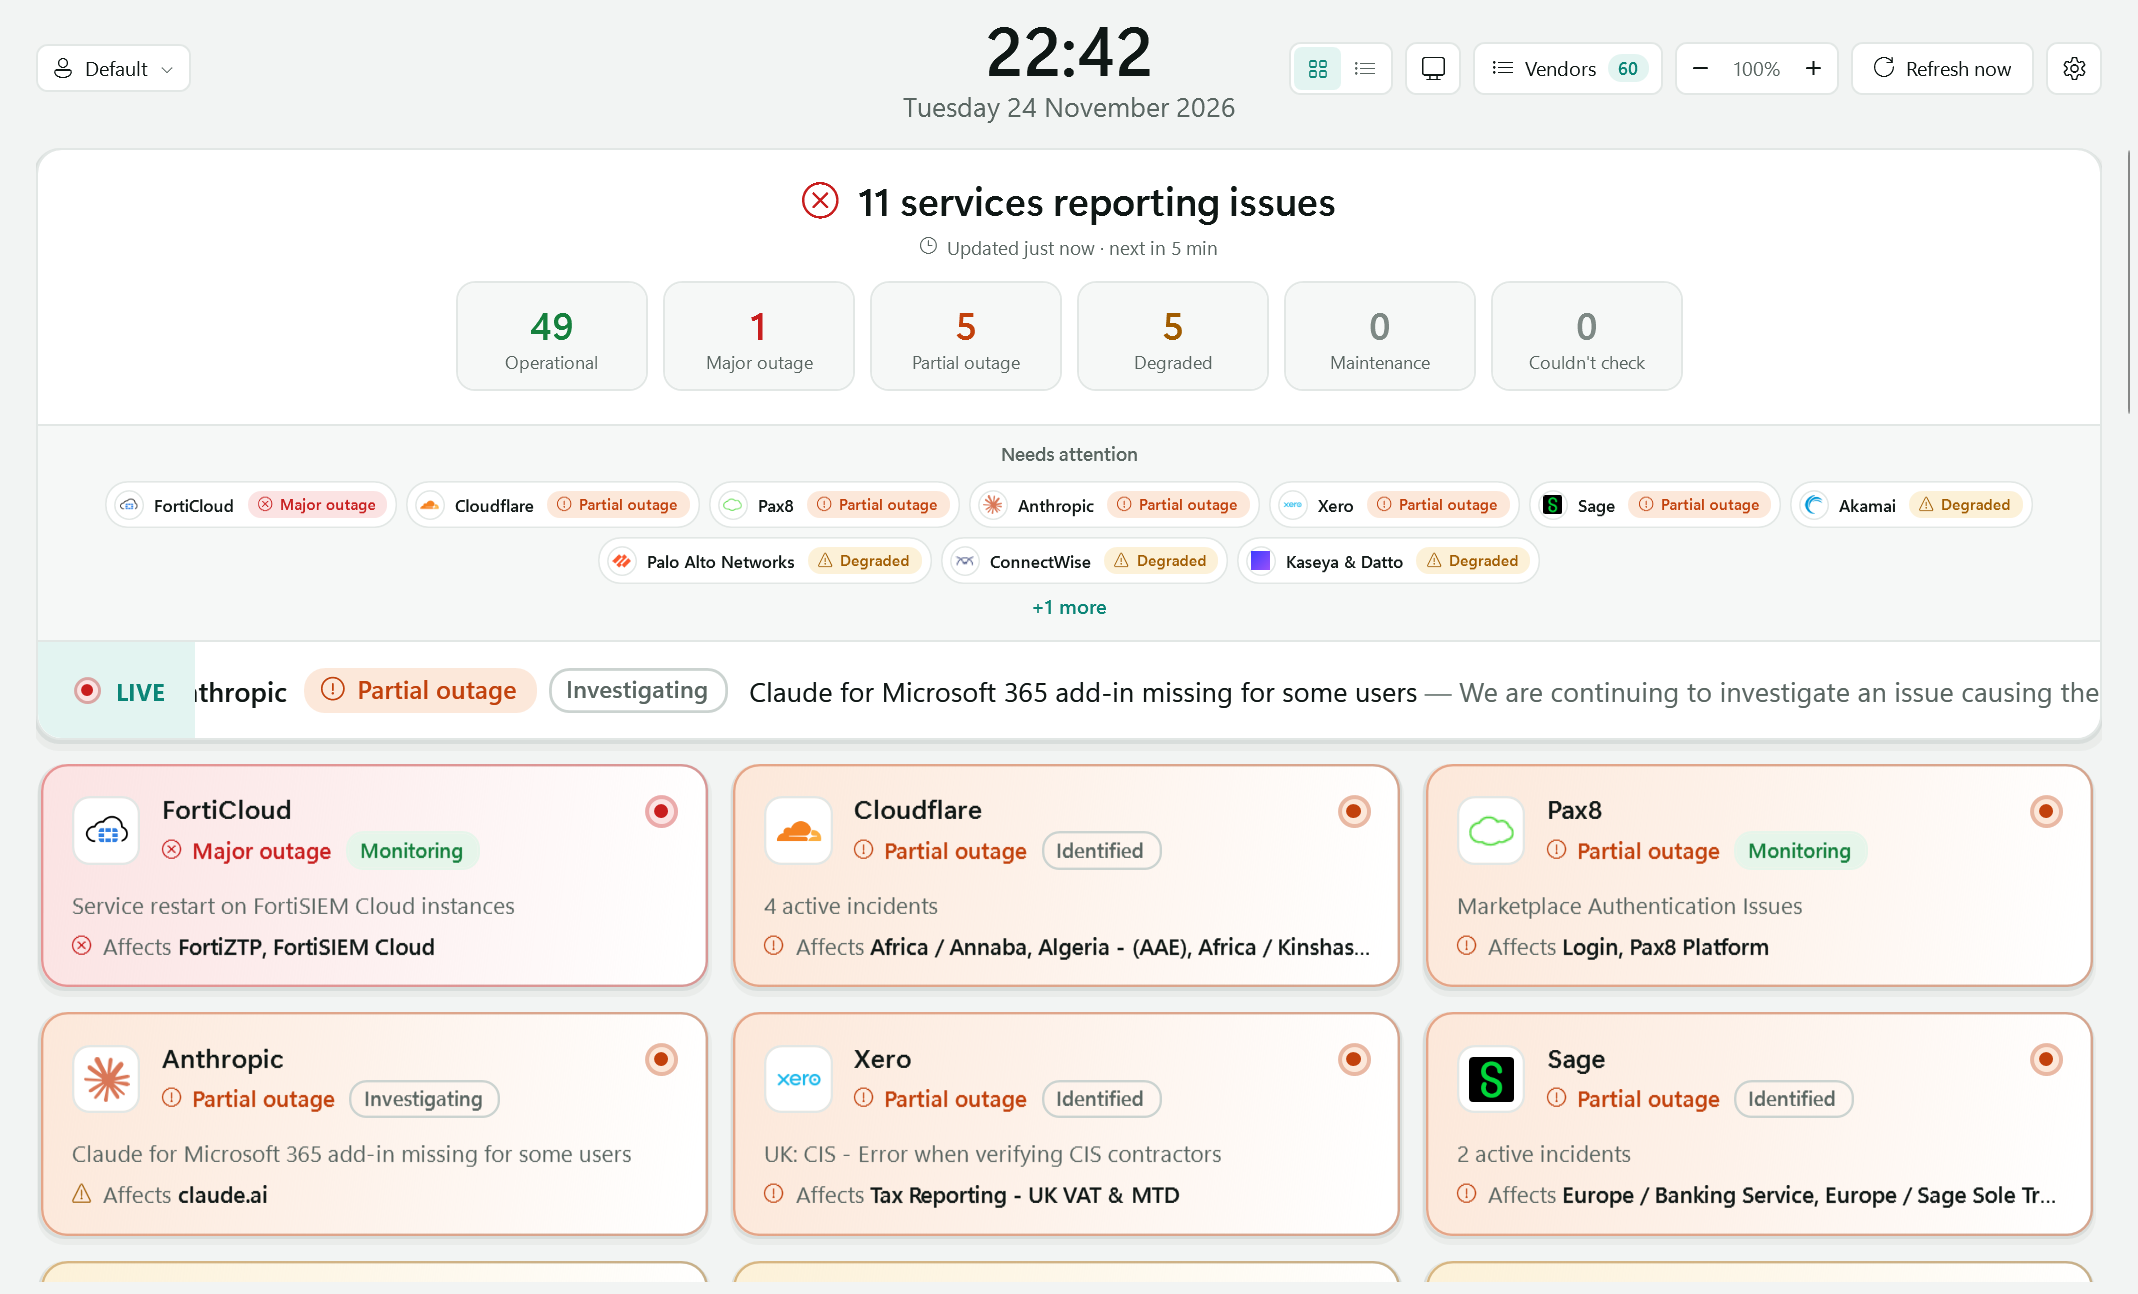 Default
22:42
Tuesday 24 November 2026
Vendors 60
100%
Refresh now
11 services reporting issues
Updated just now · next in 5 min
49
Operational
1
Major outage
5
Partial outage
5
Degraded
0
Maintenance
0
Couldn't check
Needs attention
FortiCloud Major outage
Cloudflare Partial outage
Pax8 Partial outage
Anthropic Partial outage
xero Xero Partial outage
S Sage Partial outage
Akamai Degraded
Palo Alto Networks Degraded
ConnectWise Degraded
Kaseya & Datto Degraded
+1 more
LIVE
nthropic Partial outage Investigating Claude for Microsoft 365 add-in missing for some users — We are continuing to investigate an issue causing the
FortiCloud
Major outage Monitoring
Service restart on FortiSIEM Cloud instances
Affects FortiZTP, FortiSIEM Cloud
Cloudflare
Partial outage Identified
4 active incidents
Affects Africa / Annaba, Algeria - (AAE), Africa / Kinshas...
Pax8
Partial outage Monitoring
Marketplace Authentication Issues
Affects Login, Pax8 Platform
Anthropic
Partial outage Investigating
Claude for Microsoft 365 add-in missing for some users
Affects claude.ai
xero
Xero
Partial outage Identified
UK: CIS - Error when verifying CIS contractors
Affects Tax Reporting - UK VAT & MTD
S
Sage
Partial outage Identified
2 active incidents
Affects Europe / Banking Service, Europe / Sage Sole Tr...